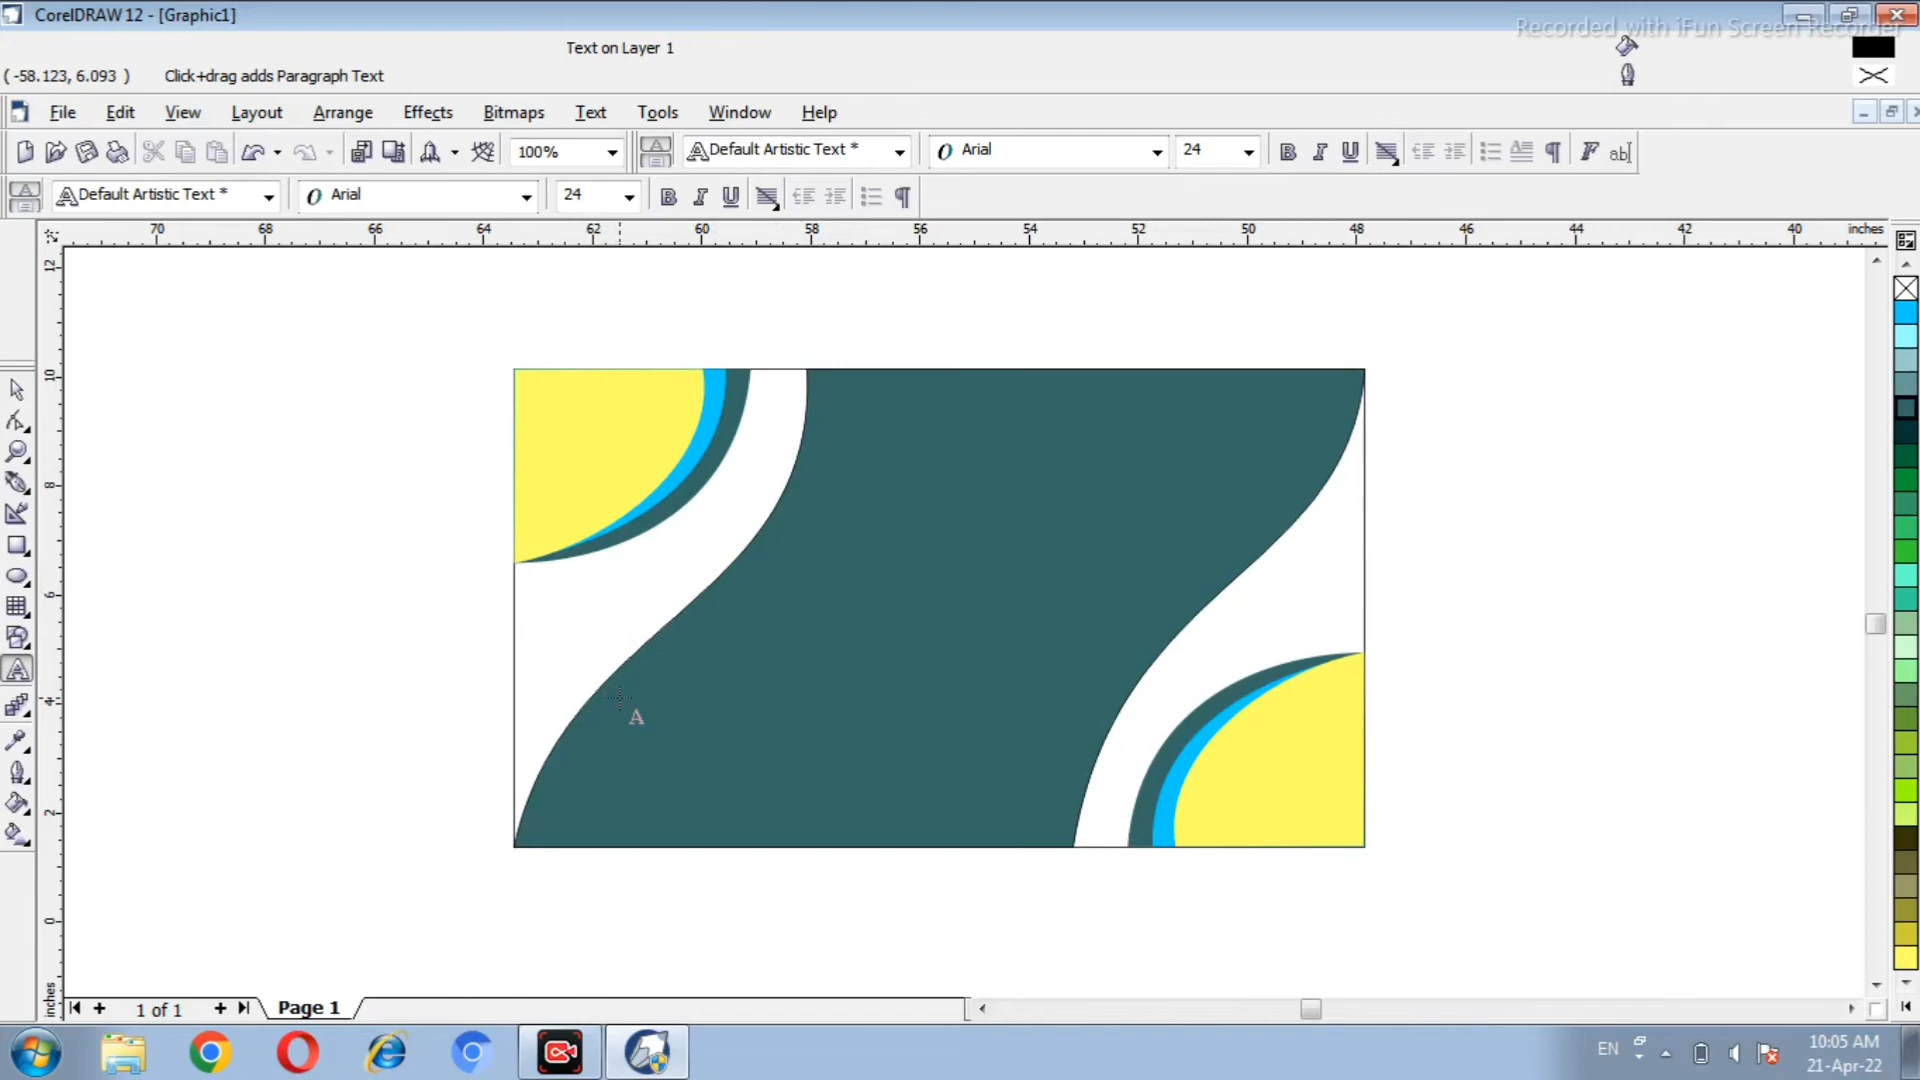 CorelDRAW 12 - [Graphic1]
Recorded with iFun Screen Recorder
Text on Layer 1
( -58.123, 6.093 ) Click+drag adds Paragraph Text
File Edit View Layout Arrange Effects Bitmaps Text Tools Window Help
100% Default Artistic Text * O Arial 24 B I U F ab
Default Artistic Text * O Arial 24 B I U
70 68 66 64 62 60 58 56 54 52 50 48 46 44 42 40 inches
12
10
8
6
4
2
0
inches
A
1 of 1 Page 1
EN
10:05 AM
21-Apr-22